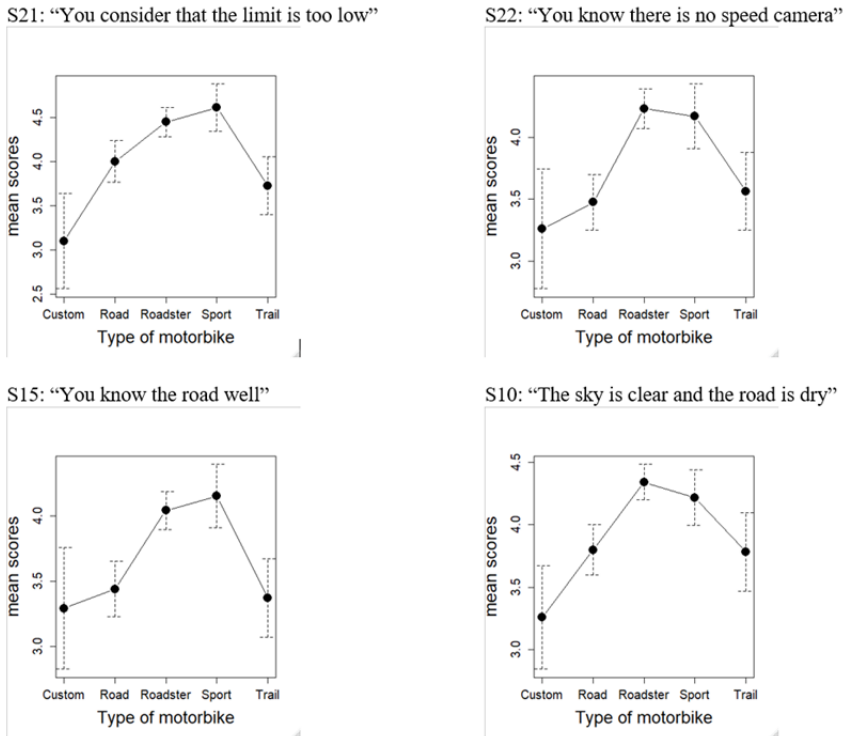 S21: “You consider that the limit is too low”
mean scores
4.5
4.0
3.5
3.0
2.5
Custom Road Roadster Sport Trail
Type of motorbike
S22: “You know there is no speed camera”
mean scores
4.0
3.5
3.0
Custom Road Roadster Sport Trail
Type of motorbike
S15: “You know the road well”
mean scores
4.0
3.5
3.0
Custom Road Roadster Sport Trail
Type of motorbike
S10: “The sky is clear and the road is dry”
mean scores
4.5
4.0
3.5
3.0
Custom Road Roadster Sport Trail
Type of motorbike